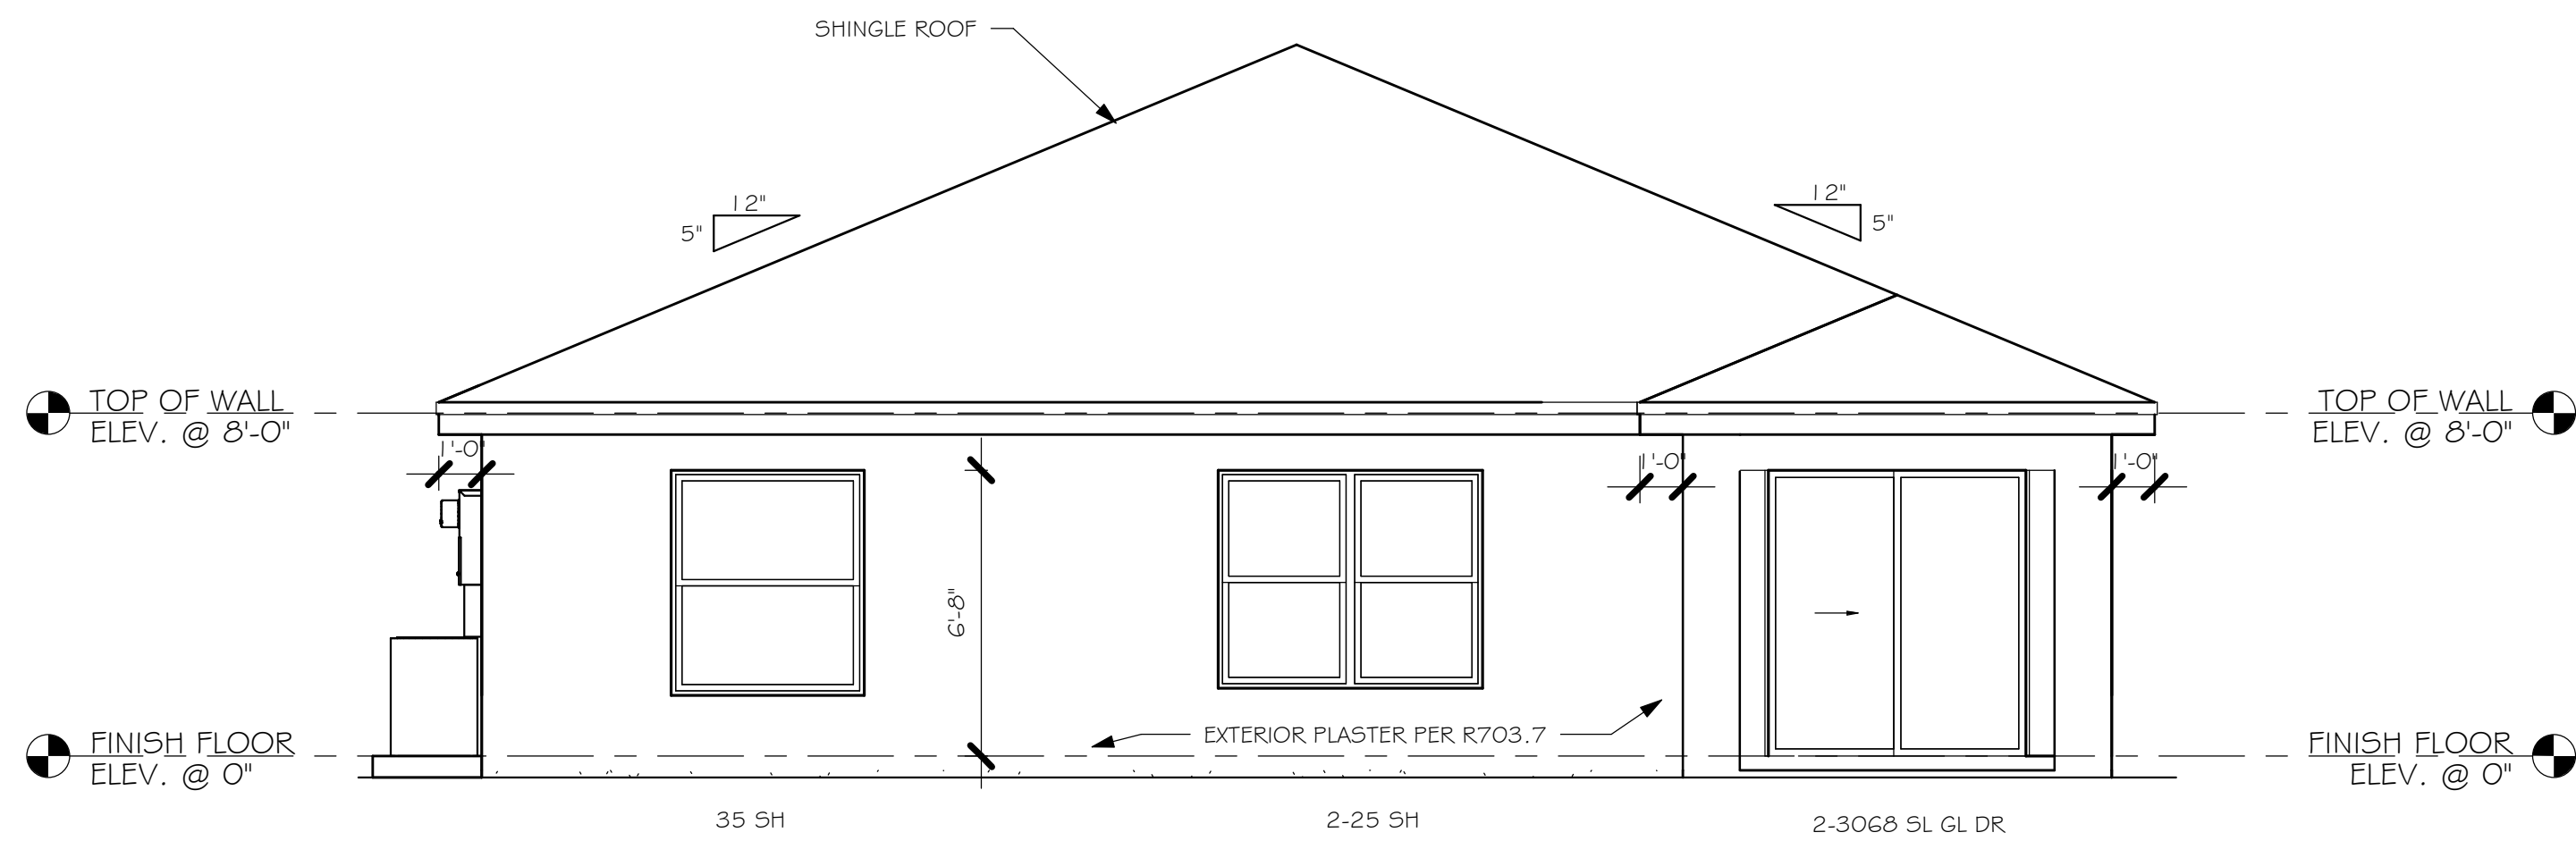 SHINGLE ROOF
12"
5"
12"
5"
TOP OF WALL
ELEV. @ 8'-0"
TOP OF WALL
ELEV. @ 8'-0"
1'-0"
1'-0"
1'-0"
6'-8"
EXTERIOR PLASTER PER R703.7
FINISH FLOOR
ELEV. @ 0"
FINISH FLOOR
ELEV. @ 0"
35 SH
2-25 SH
2-3068 SL GL DR